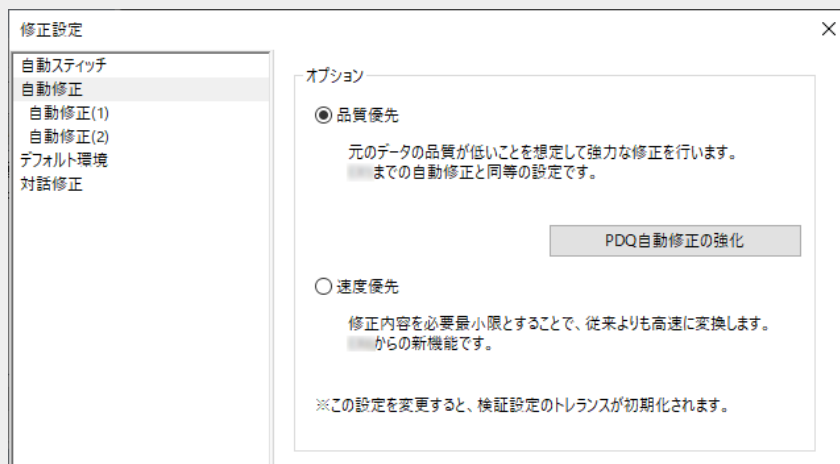 修正設定
自動スティッチ
自動修正
自動修正(1)
自動修正(2)
デフォルト環境
対話修正
オプション
品質優先
元のデータの品質が低いことを想定して強力な修正を行います。
までの自動修正と同等の設定です。
PDQ自動修正の強化
速度優先
修正内容を必要最小限とすることで、従来よりも高速に変換します。
からの新機能です。
※この設定を変更すると、検証設定のトレランスが初期化されます。